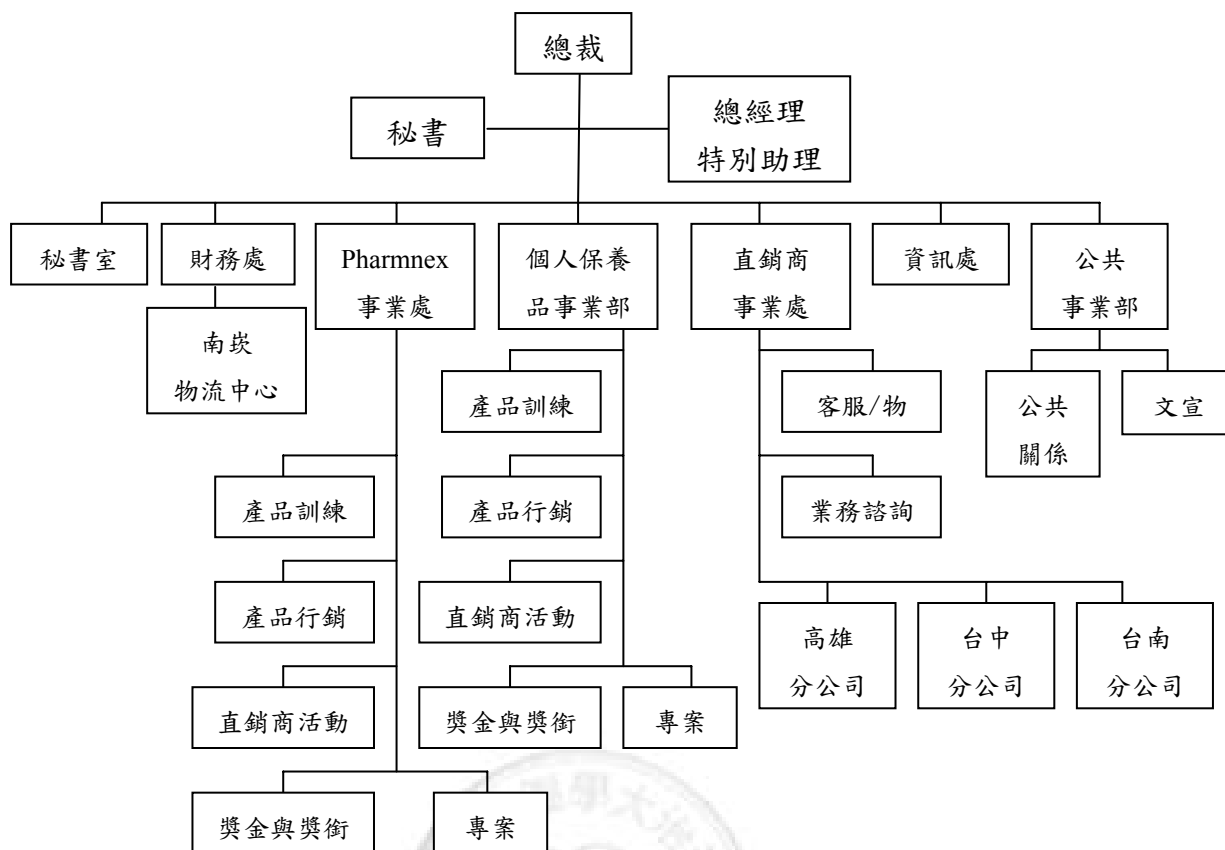 總裁
秘書
總經理
特別助理
秘書室
財務處
Pharmnex
事業處
個人保養
品事業部
直銷商
事業處
資訊處
公共
事業部
南崁
物流中心
產品訓練
客服/物
公共
關係
文宣
產品訓練
產品行銷
業務諮詢
產品行銷
直銷商活動
高雄
分公司
台中
分公司
台南
分公司
直銷商活動
獎金與獎銜
專案
獎金與獎銜
專案